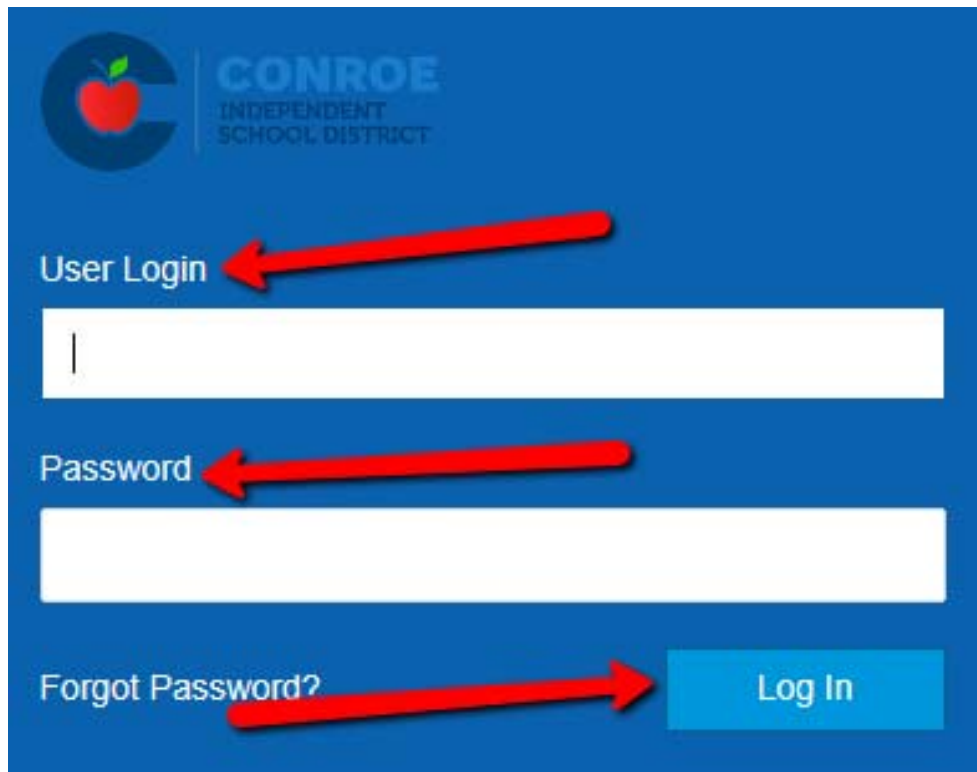 CONROE
INDEPENDENT
SCHOOL DISTRICT
User Login
Password
Forgot Password?
Log In